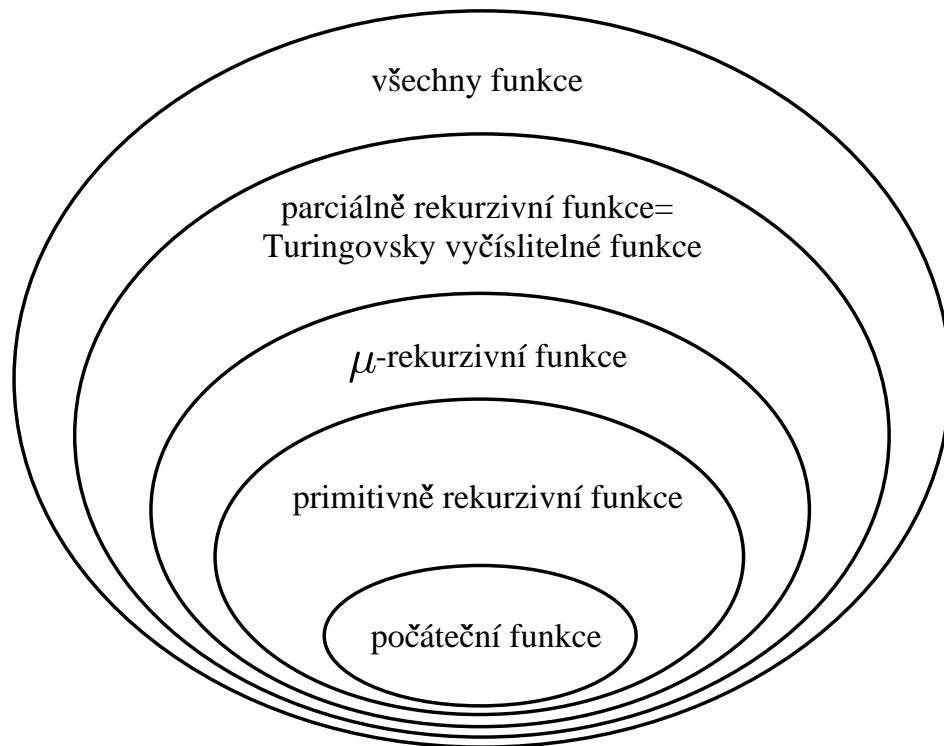 všechny funkce
parciálně rekurzivní funkce=
Turingovsky vyčíslitelné funkce
μ-rekurzivní funkce
primitivně rekurzivní funkce
počáteční funkce